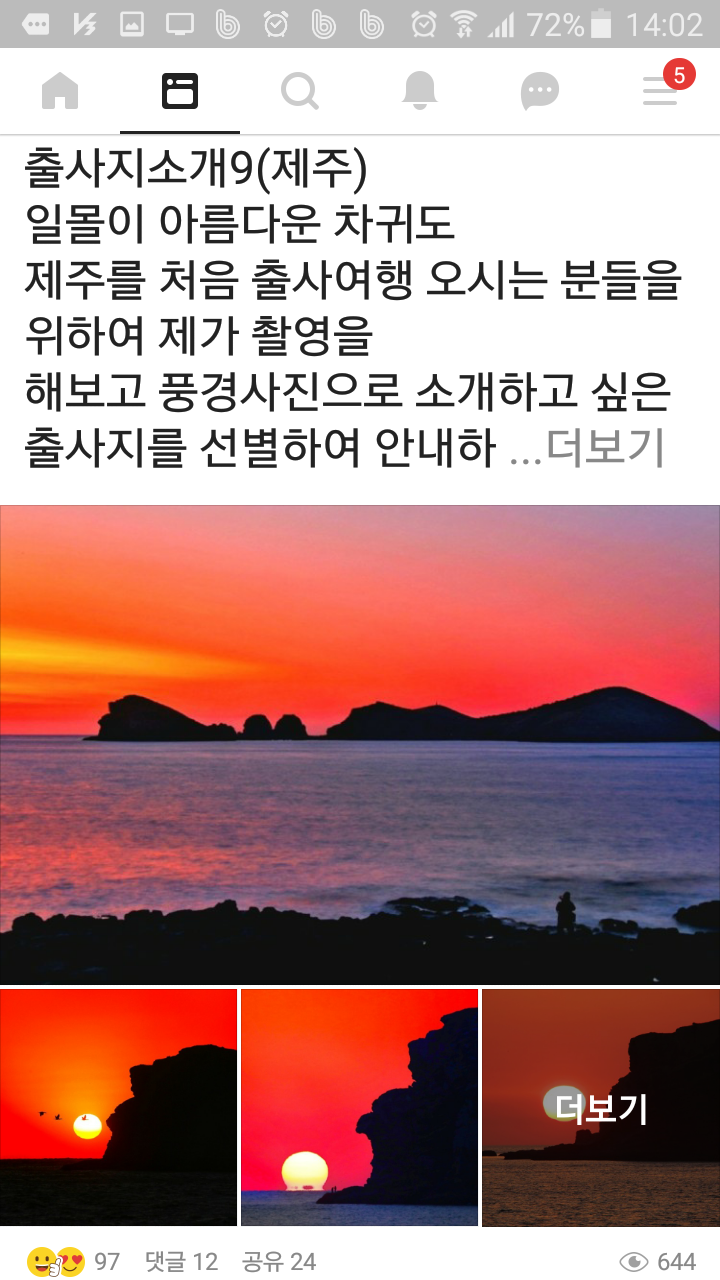 72% 14:02
5
출사지소개9(제주)
일몰이 아름다운 차귀도
제주를 처음 출사여행 오시는 분들을
위하여 제가 촬영을
해보고 풍경사진으로 소개하고 싶은
출사지를 선별하여 안내하 ...더보기
더보기
97 댓글 12 공유 24 644